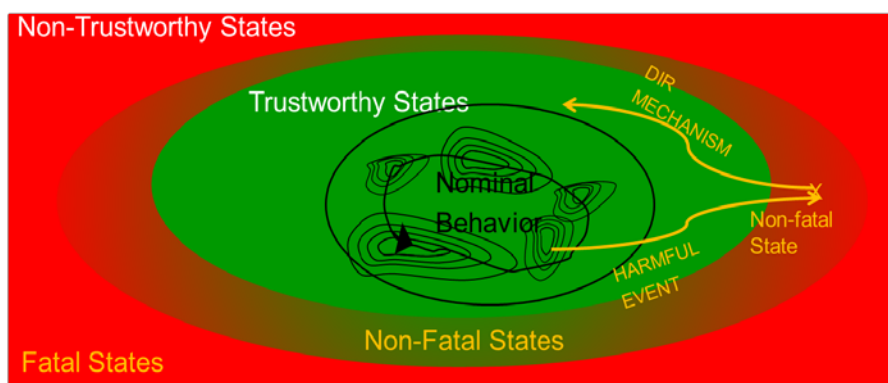 Non-Trustworthy States
Trustworthy States
DIR
MECHANISM
Nominal
Behavior
Non-fatal
State
HARMFUL
EVENT
Non-Fatal States
Fatal States